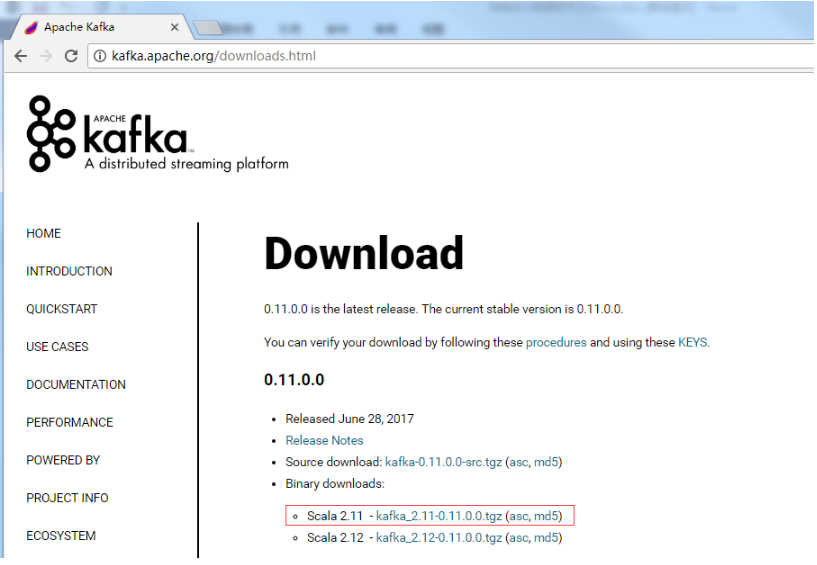 Apache Kafka
kafka.apache.org/downloads.html
APACHE
kafka
A distributed streaming platform
HOME
INTRODUCTION
QUICKSTART
USE CASES
DOCUMENTATION
PERFORMANCE
POWERED BY
PROJECT INFO
ECOSYSTEM
Download
0.11.0.0 is the latest release. The current stable version is 0.11.0.0.
You can verify your download by following these procedures and using these KEYS.
0.11.0.0
Released June 28, 2017
Release Notes
Source download: kafka-0.11.0.0-src.tgz (asc, md5)
Binary downloads:
Scala 2.11 - kafka_2.11-0.11.0.0.tgz (asc, md5)
Scala 2.12 - kafka_2.12-0.11.0.0.tgz (asc, md5)